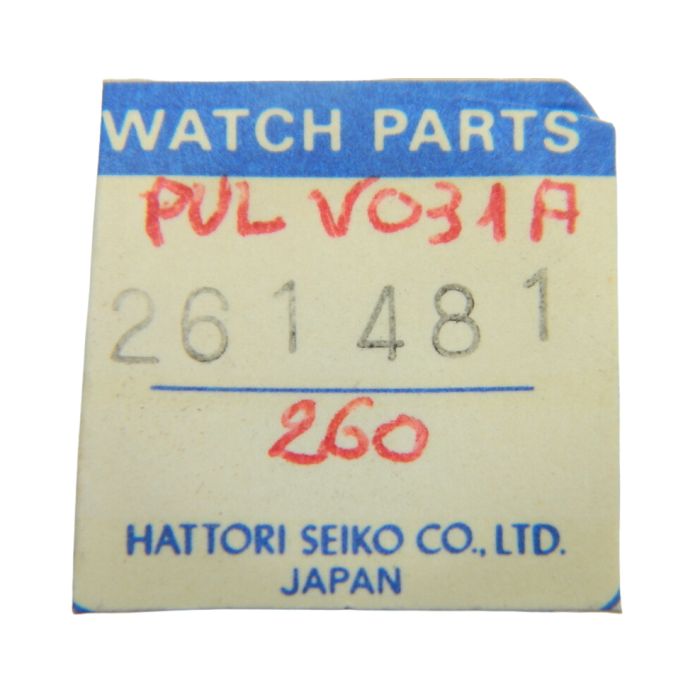 WATCH PARTS
PUL V031A
261481
260
HATTORI SEIKO CO., LTD.
JAPAN